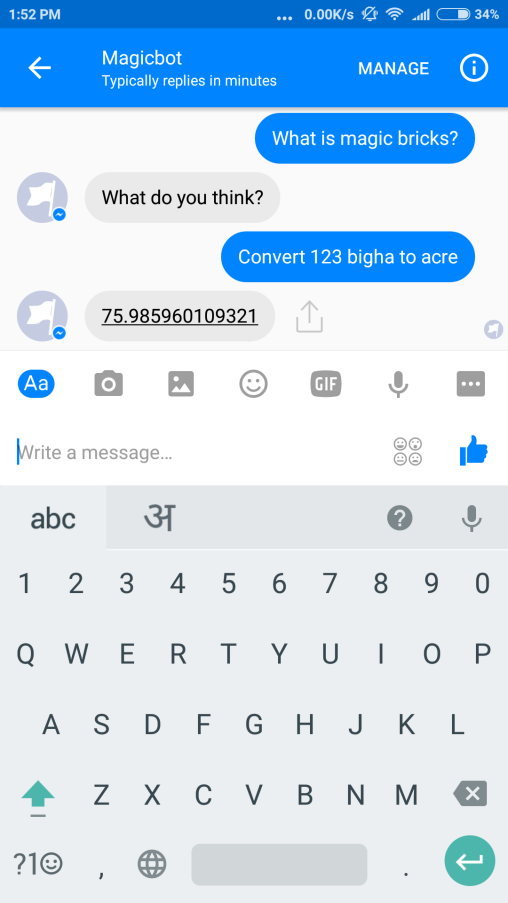 1:52 PM ... 0.00K/s 34%
Magicbot
Typically replies in minutes
MANAGE
What is magic bricks?
What do you think?
Convert 123 bigha to acre
75.985960109321
Aa GIF
Write a message...
abc अ ?
1 2 3 4 5 6 7 8 9 0
Q W E R T Y U I O P
A S D F G H J K L
Z X C V B N M
?1☺ , .